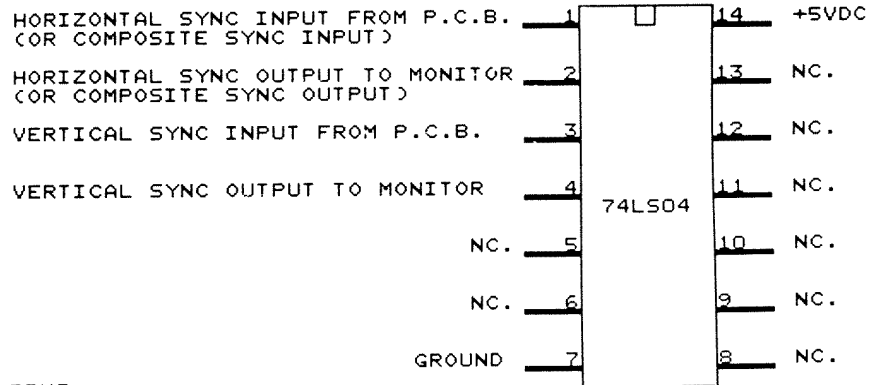 HORIZONTAL SYNC INPUT FROM P.C.B. 1 14 +5VDC
(OR COMPOSITE SYNC INPUT)
HORIZONTAL SYNC OUTPUT TO MONITOR 2 13 NC.
(OR COMPOSITE SYNC OUTPUT)
VERTICAL SYNC INPUT FROM P.C.B. 3 12 NC.
VERTICAL SYNC OUTPUT TO MONITOR 4 11 NC.
74LS04
NC. 5 10 NC.
NC. 6 9 NC.
GROUND 7 8 NC.